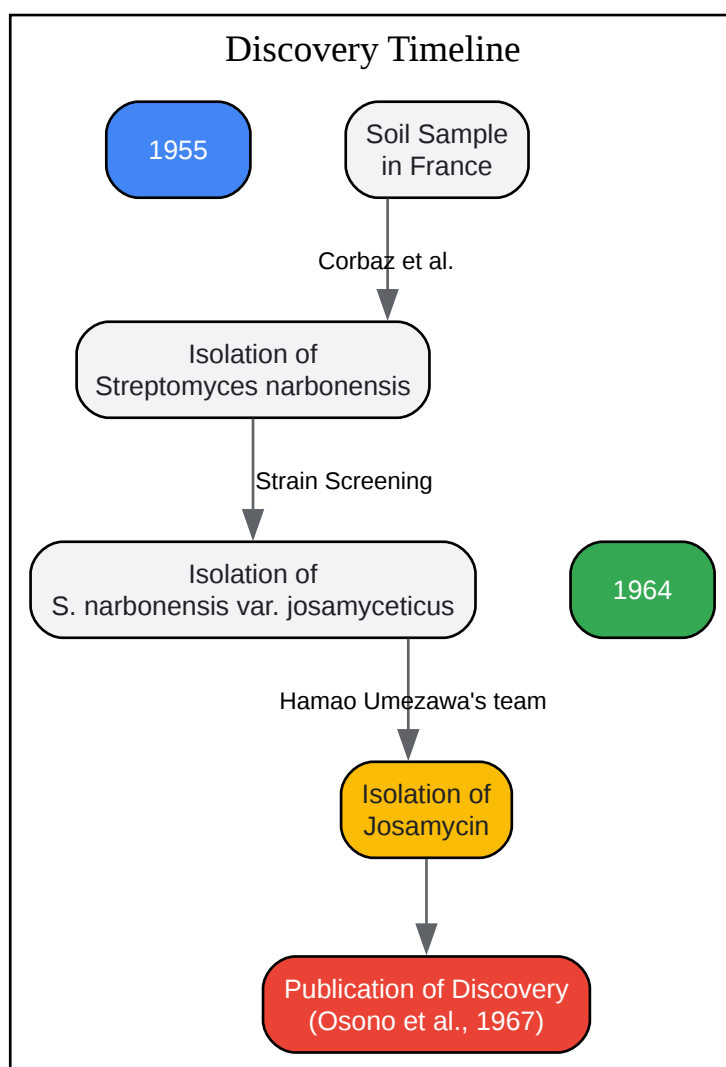 Discovery Timeline
1955
Soil Sample
in France
Corbaz et al.
Isolation of
Streptomyces narbonensis
Strain Screening
Isolation of
S. narbonensis var. josamyceticus
1964
Hamao Umezawa's team
Isolation of
Josamycin
Publication of Discovery
(Osono et al., 1967)